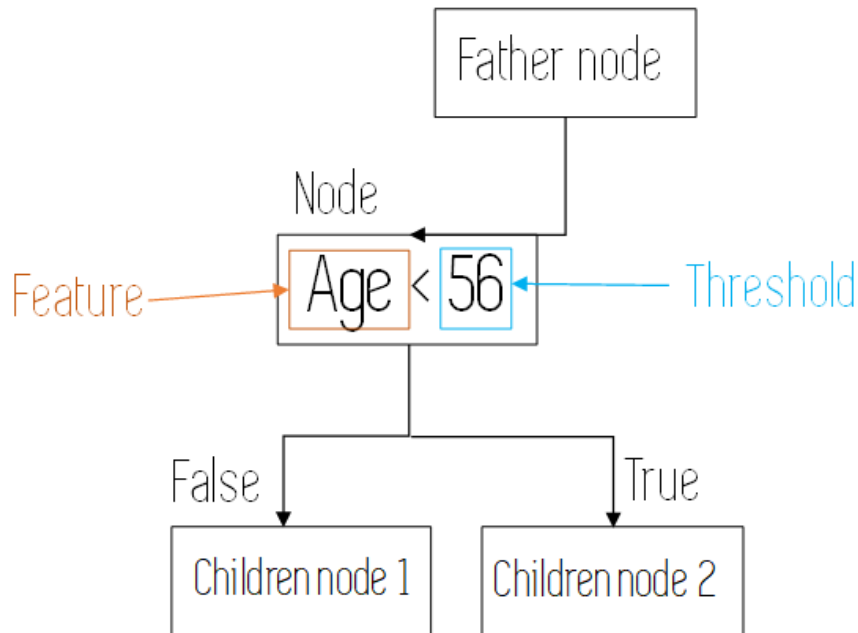 Father node
Node
Feature
Age < 56
Threshold
False
True
Children node 1
Children node 2